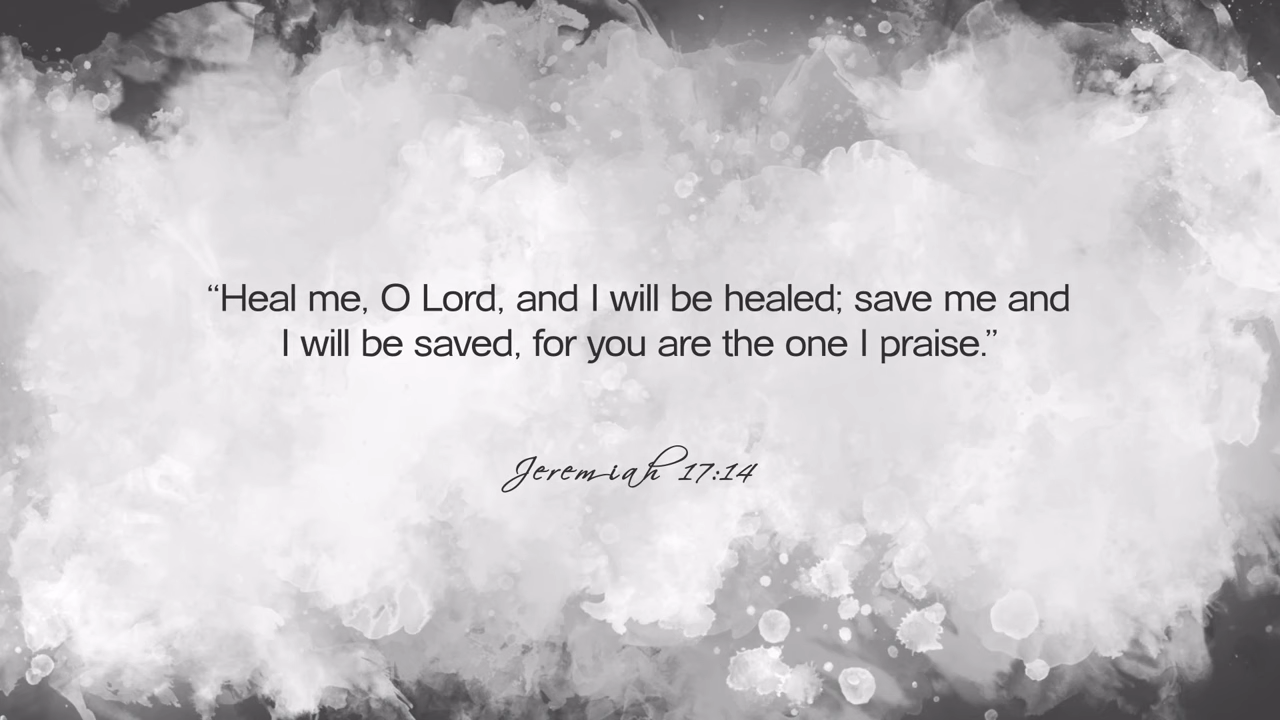 “Heal me, O Lord, and I will be healed; save me and
I will be saved, for you are the one I praise.”
Jeremiah 17:14